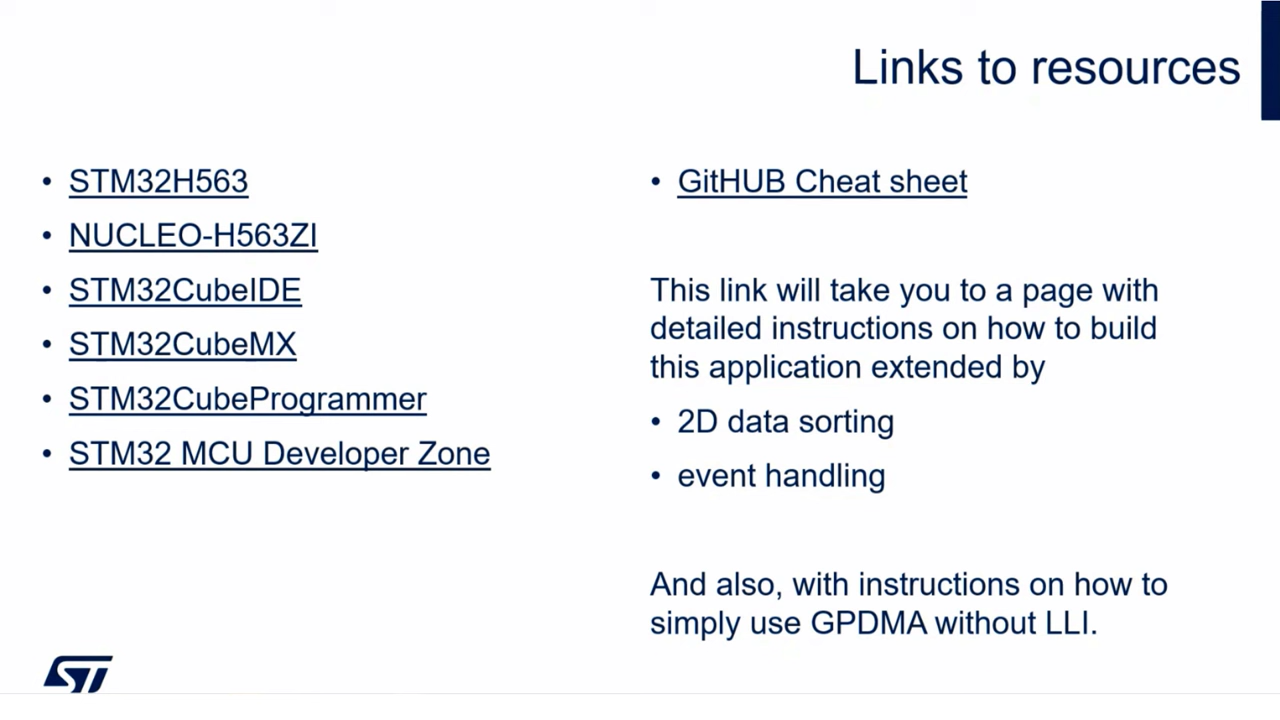 Links to resources
• STM32H563
• NUCLEO-H563ZI
• STM32CubeIDE
• STM32CubeMX
• STM32CubeProgrammer
• STM32 MCU Developer Zone
• GitHUB Cheat sheet
This link will take you to a page with
detailed instructions on how to build
this application extended by
• 2D data sorting
• event handling
And also, with instructions on how to
simply use GPDMA without LLI.
ST